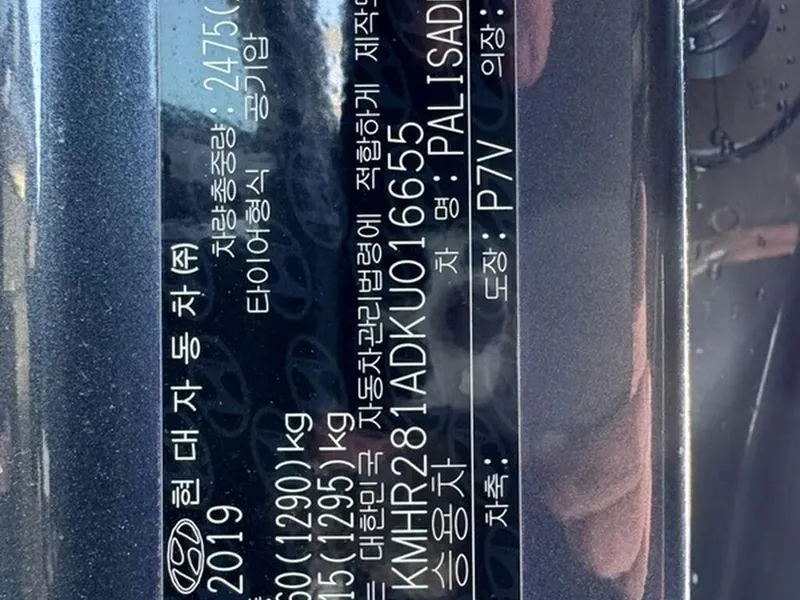 현대자동차(주)
2019 차량총중량: 2475(
타이어형식 공기압
60(1290)kg
15(1295)kg
는 대한민국 자동차관리법령에 적합하게 제작
KMHR281ADKU016655
승용차 차 명: PALISAD
차축: 도장: P7V 의장: